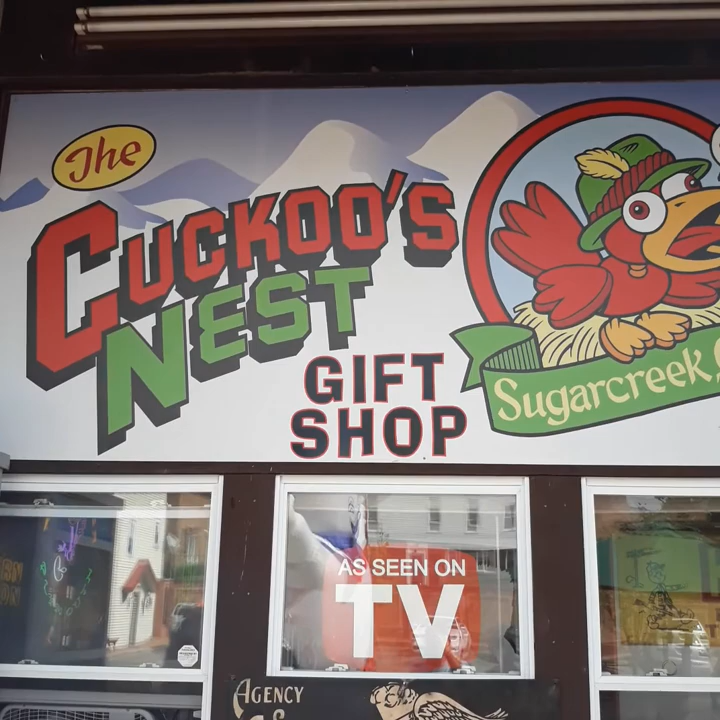 The
CUCKOO'S
NEST
GIFT
SHOP
Sugarcreek,
AS SEEN ON
TV
AGENCY